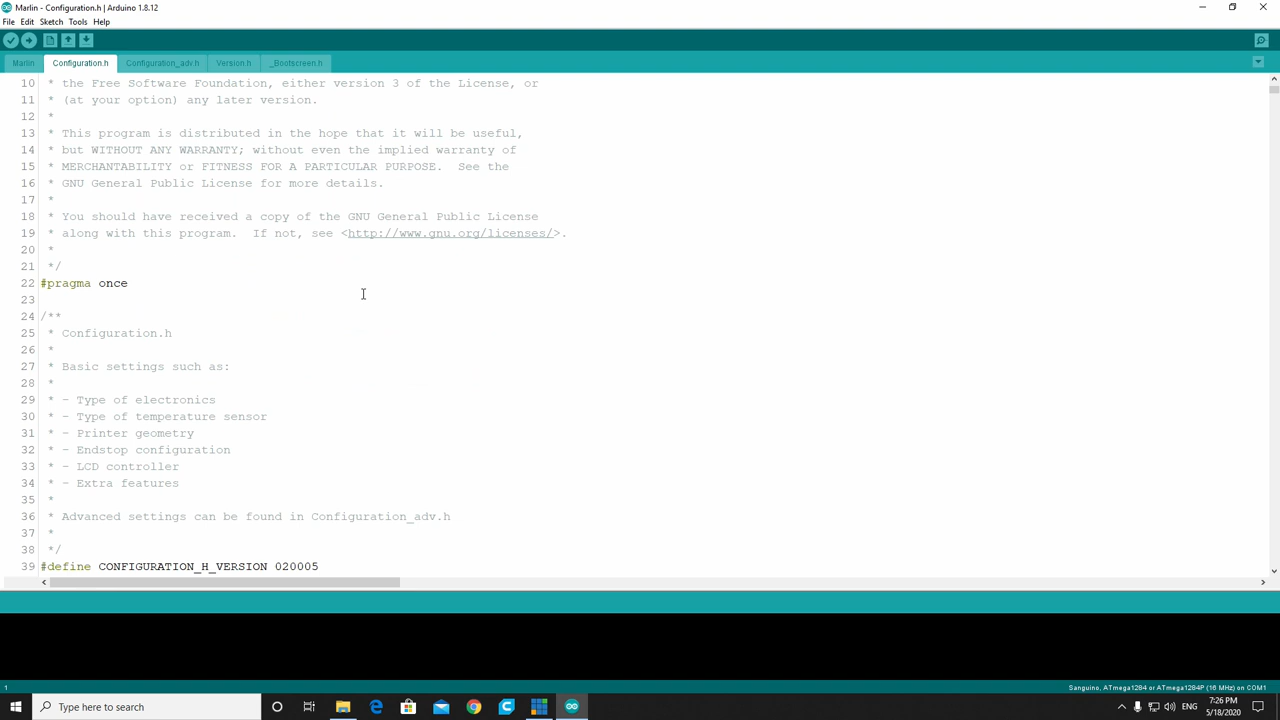 Marlin - Configuration.h | Arduino 1.8.12
File Edit Sketch Tools Help
Marlin Configuration.h Configuration_adv.h Version.h _Bootscreen.h
10 * the Free Software Foundation, either version 3 of the License, or
11 * (at your option) any later version.
12 *
13 * This program is distributed in the hope that it will be useful,
14 * but WITHOUT ANY WARRANTY; without even the implied warranty of
15 * MERCHANTABILITY or FITNESS FOR A PARTICULAR PURPOSE.  See the
16 * GNU General Public License for more details.
17 *
18 * You should have received a copy of the GNU General Public License
19 * along with this program.  If not, see <http://www.gnu.org/licenses/>.
20 *
21 */
22 #pragma once
23
24 /**
25 * Configuration.h
26 *
27 * Basic settings such as:
28 *
29 * - Type of electronics
30 * - Type of temperature sensor
31 * - Printer geometry
32 * - Endstop configuration
33 * - LCD controller
34 * - Extra features
35 *
36 * Advanced settings can be found in Configuration_adv.h
37 *
38 */
39 #define CONFIGURATION_H_VERSION 020005
1 Sanguino, ATmega1284 or ATmega1284P (16 MHz) on COM1
Type here to search
ENG
7:26 PM
5/18/2020